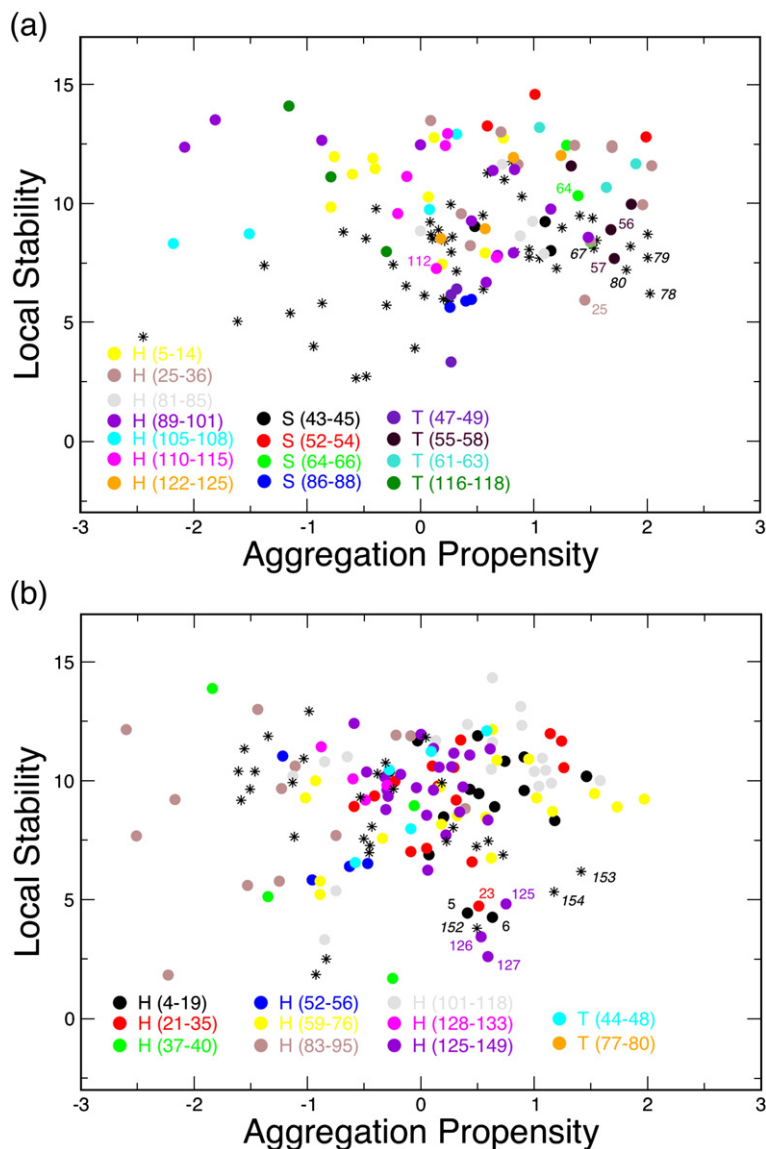 (a)
15
10
5
0
Local Stability
64
56
67
57
79
80
78
112
25
H (5-14)
H (25-36)
H (81-85)
H (89-101) S (43-45) T (47-49)
H (105-108) S (52-54) T (55-58)
H (110-115) S (64-66) T (61-63)
H (122-125) S (86-88) T (116-118)
-3 -2 -1 0 1 2 3
Aggregation Propensity
(b)
15
10
5
0
Local Stability
153
154
23 125
5
152 6
126
127
H (4-19) H (52-56) H (101-118) T (44-48)
H (21-35) H (59-76) H (128-133) T (77-80)
H (37-40) H (83-95) H (125-149)
-3 -2 -1 0 1 2 3
Aggregation Propensity